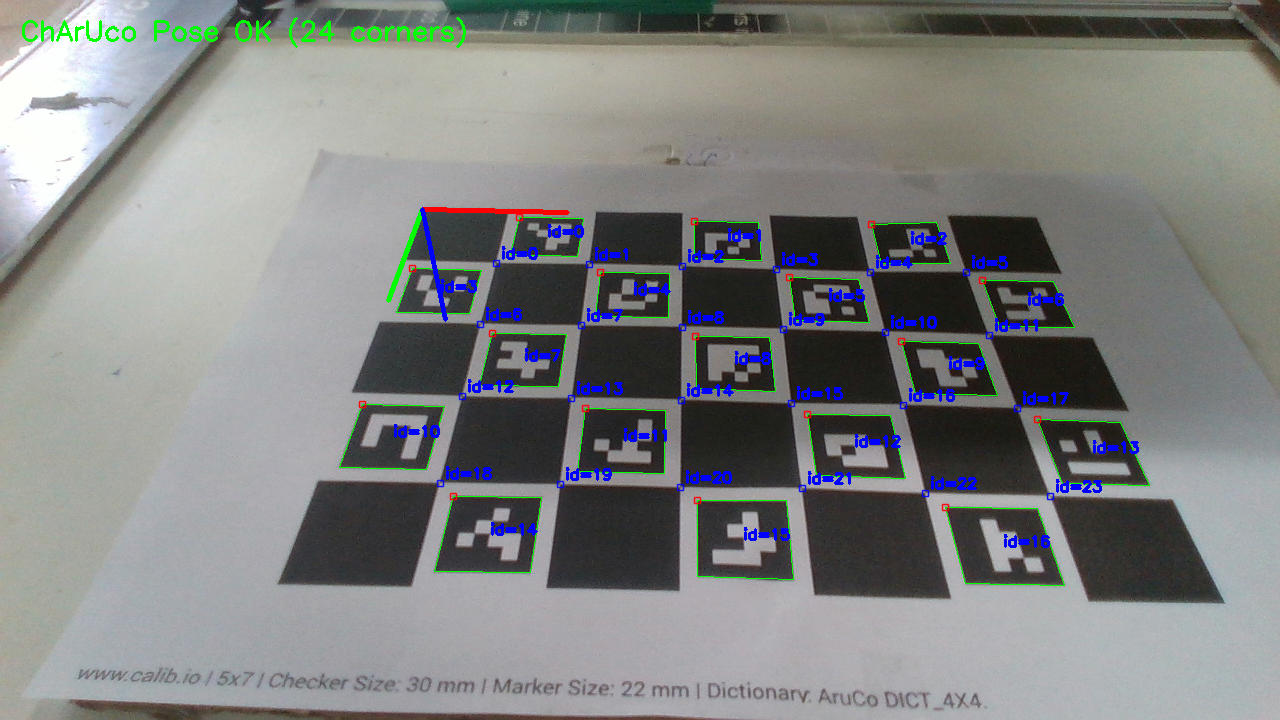 ChArUco Pose OK (24 corners)
id=0
id=1
id=2
id=0
id=1
id=2
id=3
id=4
id=5
id=3
id=4
id=5
id=6
id=6
id=7
id=8
id=9
id=10
id=11
id=7
id=8
id=9
id=12
id=13
id=14
id=15
id=16
id=17
id=10
id=11
id=12
id=13
id=18
id=19
id=20
id=21
id=22
id=23
id=14
id=15
id=16
www.calib.io | 5x7 | Checker Size: 30 mm | Marker Size: 22 mm | Dictionary: AruCo DICT_4X4.